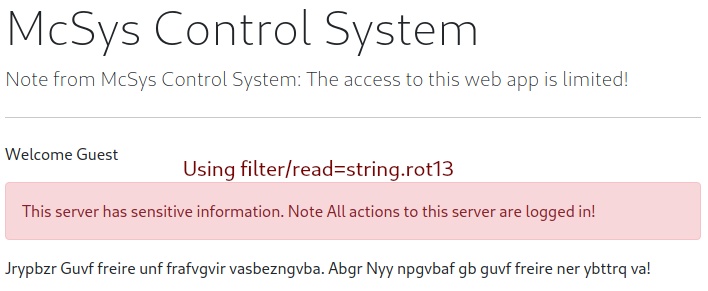 McSys Control System
Note from McSys Control System: The access to this web app is limited!
Welcome Guest
Using filter/read=string.rot13
This server has sensitive information. Note All actions to this server are logged in!
Jrypbzr Guvf freire unf frafvgvir vasbezngvba. Abgr Nyy npgvbaf gb guvf freire ner ybttrq va!